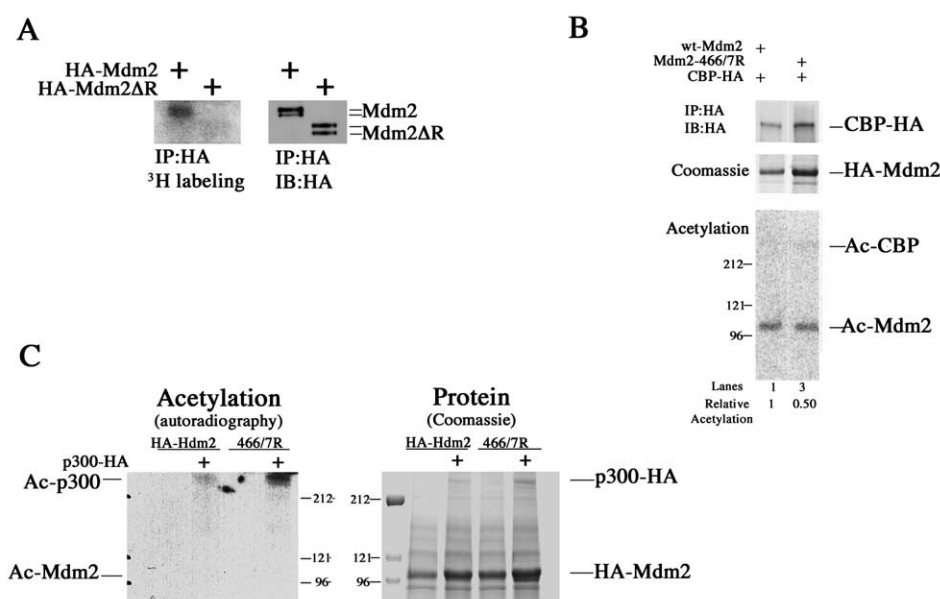 A
HA-Mdm2 + +
HA-Mdm2ΔR + +
Mdm2
Mdm2ΔR
IP:HA IP:HA
³H labeling IB:HA
B
wt-Mdm2 +
Mdm2-466/7R +
CBP-HA + +
IP:HA
IB:HA
CBP-HA
Coomassie
HA-Mdm2
Acetylation
Ac-CBP
212
121
Ac-Mdm2
96
Lanes 1 3
Relative 1 0.50
Acetylation
C
Acetylation
(autoradiography)
HA-Hdm2 466/7R
p300-HA + +
Ac-p300
212
121
Ac-Mdm2
96
Protein
(Coomassie)
HA-Hdm2 466/7R
+ +
p300-HA
212
121
HA-Mdm2
96